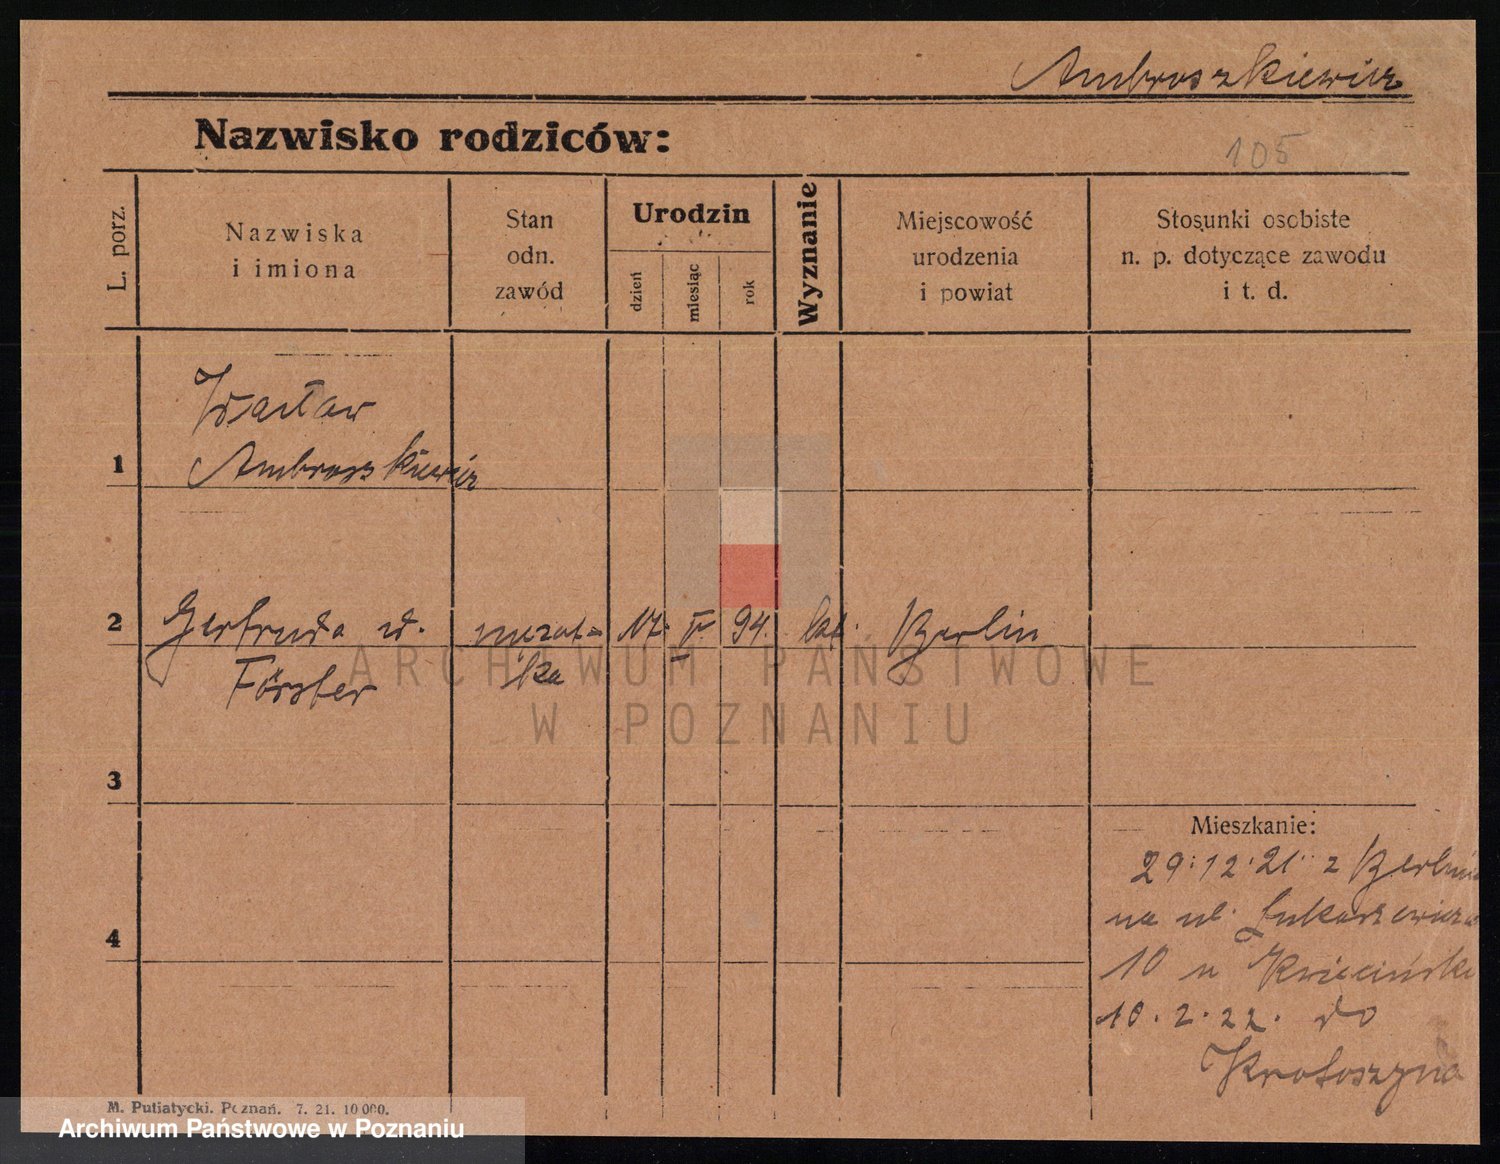 Ambroszkiewicz
Nazwisko rodziców:
105
L. porz.
Nazwiska
i imiona
Stan
odn.
zawód
Urodzin
dzień
miesiąc
rok
Wyznanie
Miejscowość
urodzenia
i powiat
Stosunki osobiste
n. p. dotyczące zawodu
i t. d.
Wacław
1 Ambroszkiewicz
2 Gertruda zd. mężat- 17. V. 94. kat. Berlin
Förster ka
3
Mieszkanie:
29.12.21. z Berlina
na ul. Łukaszewicza
4
10 u Kwiecińska
10. 2. 22. do
Krotoszyna
M. Putiatycki. Poznań. 7. 21. 10 000.
ARCHIWUM PAŃSTWOWE
W POZNANIU
Archiwum Państwowe w Poznaniu